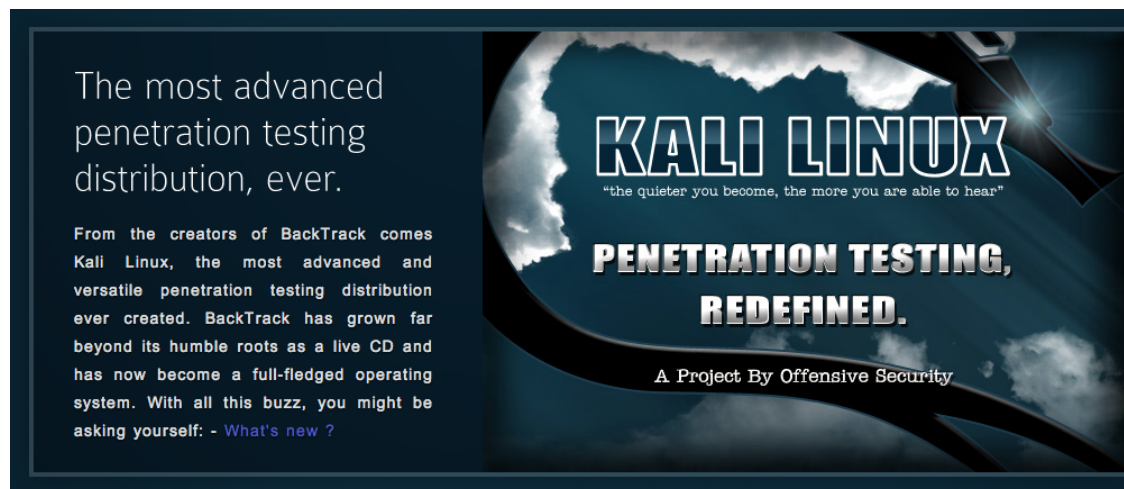 The most advanced
penetration testing
distribution, ever.
From the creators of BackTrack comes
Kali Linux, the most advanced and
versatile penetration testing distribution
ever created. BackTrack has grown far
beyond its humble roots as a live CD and
has now become a full-fledged operating
system. With all this buzz, you might be
asking yourself: - What's new ?
KALI LINUX
“the quieter you become, the more you are able to hear”
PENETRATION TESTING,
REDEFINED.
A Project By Offensive Security